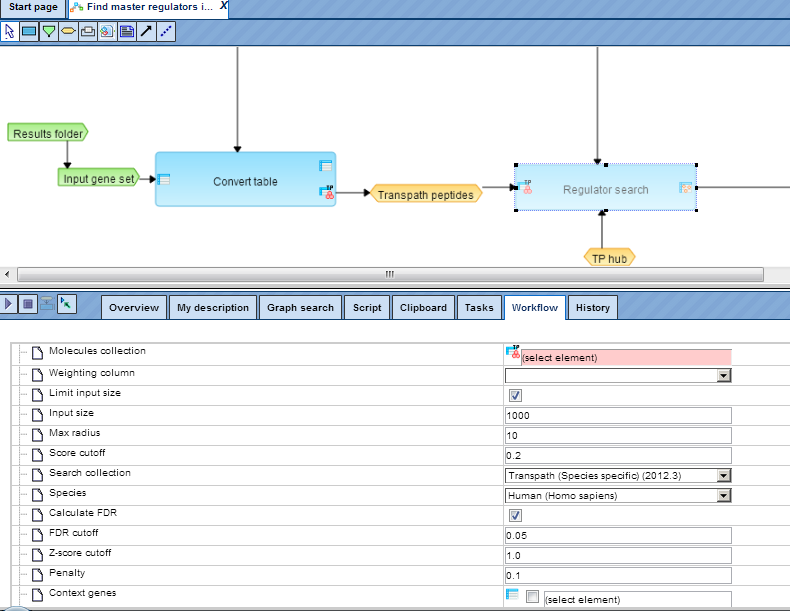 Start page
Find master regulators i... X
Results folder
Input gene set
Convert table
TP
Transpath peptides
TP
Regulator search
TP hub
Overview
My description
Graph search
Script
Clipboard
Tasks
Workflow
History
Molecules collection
TP
(select element)
Weighting column
Limit input size
Input size
1000
Max radius
10
Score cutoff
0.2
Search collection
Transpath (Species specific) (2012.3)
Species
Human (Homo sapiens)
Calculate FDR
FDR cutoff
0.05
Z-score cutoff
1.0
Penalty
0.1
Context genes
(select element)